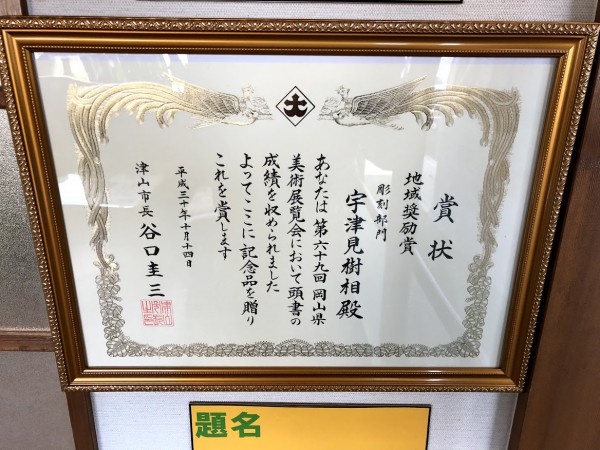 賞状
地域奨励賞
彫刻部門
宇津見樹相殿
あなたは第六十九回岡山県
美術展覧会において頭書の
成績を収められました
よってここに記念品を贈り
これを賞します
平成三十年十月十四日
津山市長 谷口圭三
題名